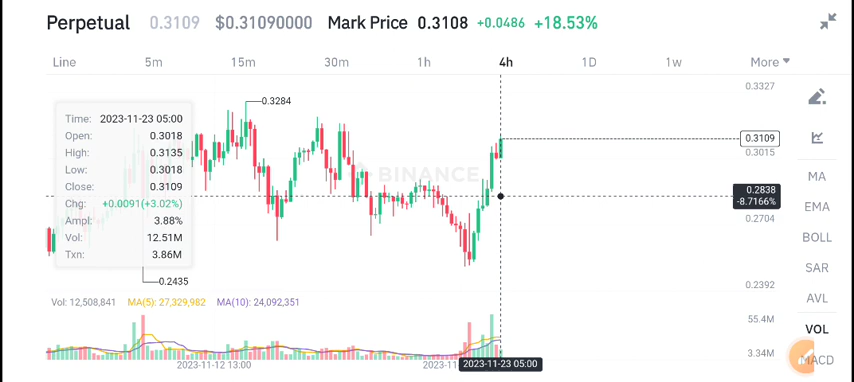 Perpetual 0.3109 $0.31090000 Mark Price 0.3108 +0.0486 +18.53%
Line 5m 15m 30m 1h 4h 1D 1w More
0.3327
0.3284
Time: 2023-11-23 05:00
Open: 0.3018
High: 0.3135
Low: 0.3018
Close: 0.3109
Chg: +0.0091(+3.02%)
Ampl: 3.88%
Vol: 12.51M
Txn: 3.86M
0.3109
0.3015
BINANCE
0.2838
-8.7166%
0.2704
0.2435
0.2392
MA
EMA
BOLL
SAR
AVL
VOL
MACD
Vol: 12,508,841 MA(5): 27,329,982 MA(10): 24,092,351
55.4M
3.34M
2023-11-12 13:00 2023-11-23 05:00